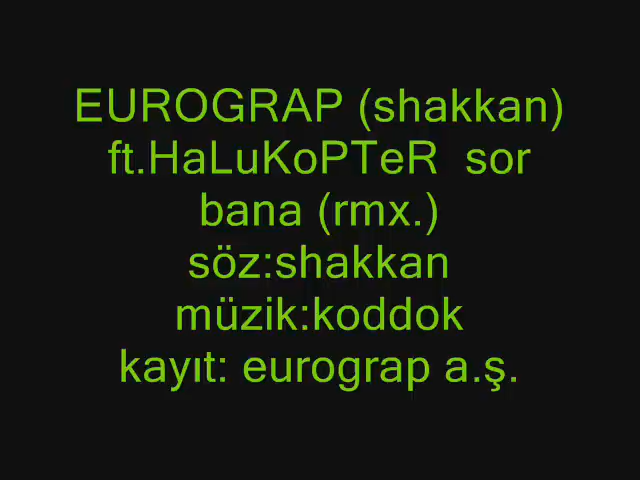 EUROGRAP (shakkan)
ft.HaLuKoPTeR  sor
bana (rmx.)
söz:shakkan
müzik:koddok
kayıt: eurograp a.ş.